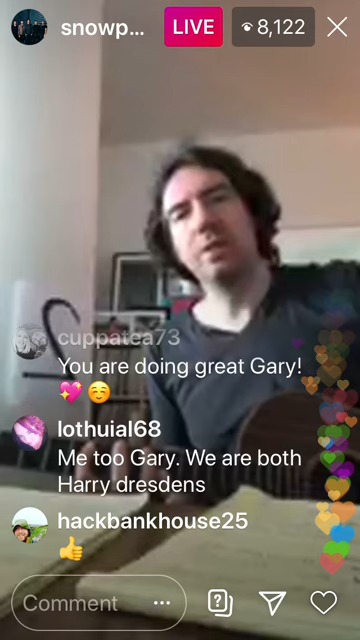 snowp...
LIVE
8,122
cuppatea73
You are doing great Gary!
💖☺️
lothuial68
Me too Gary. We are both
Harry dresdens
hackbankhouse25
👍
Comment